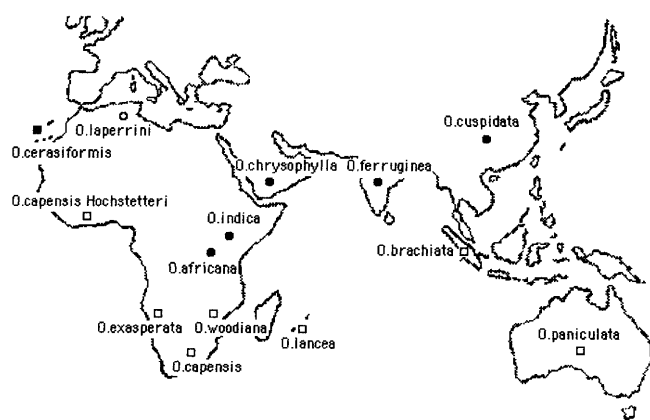 O.laperrini
O.cuspidata
O.cerasiformis
O.chrysophylla
O.ferruginea
O.capensis Hochstetteri
O.indica
O.brachiata
O.africana
O.exasperata
O.woodiana
O.lancea
O.paniculata
O.capensis